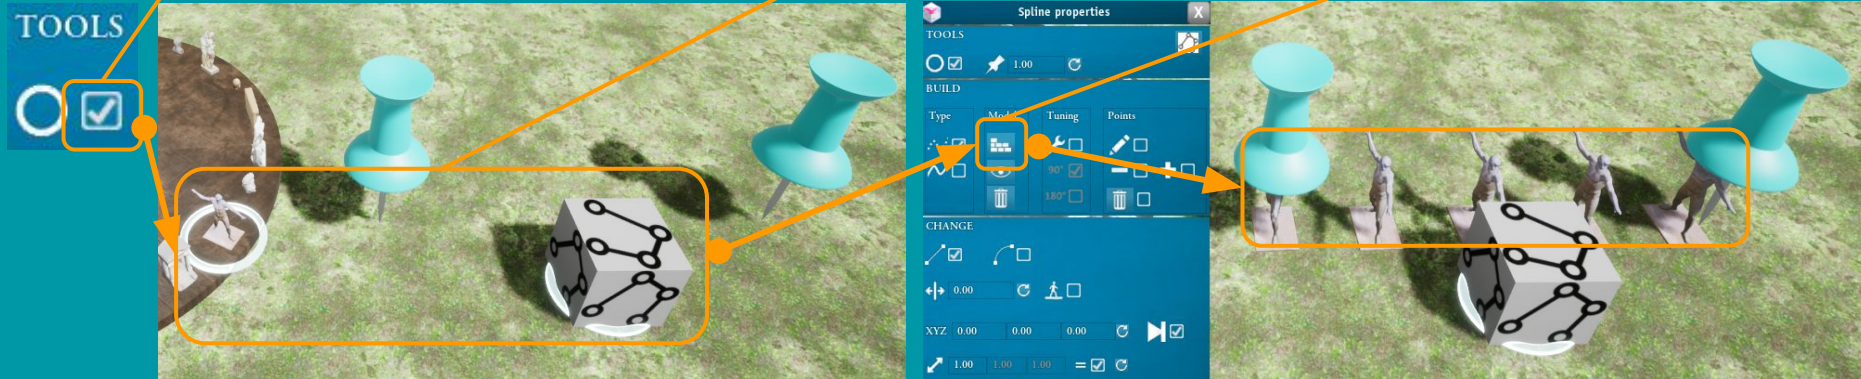 TOOLS
Spline properties X
TOOLS
1.00
BUILD
Type Tuning Points
90°
180°
CHANGE
0.00
XYZ 0.00 0.00 0.00
1.00 1.00 1.00 =